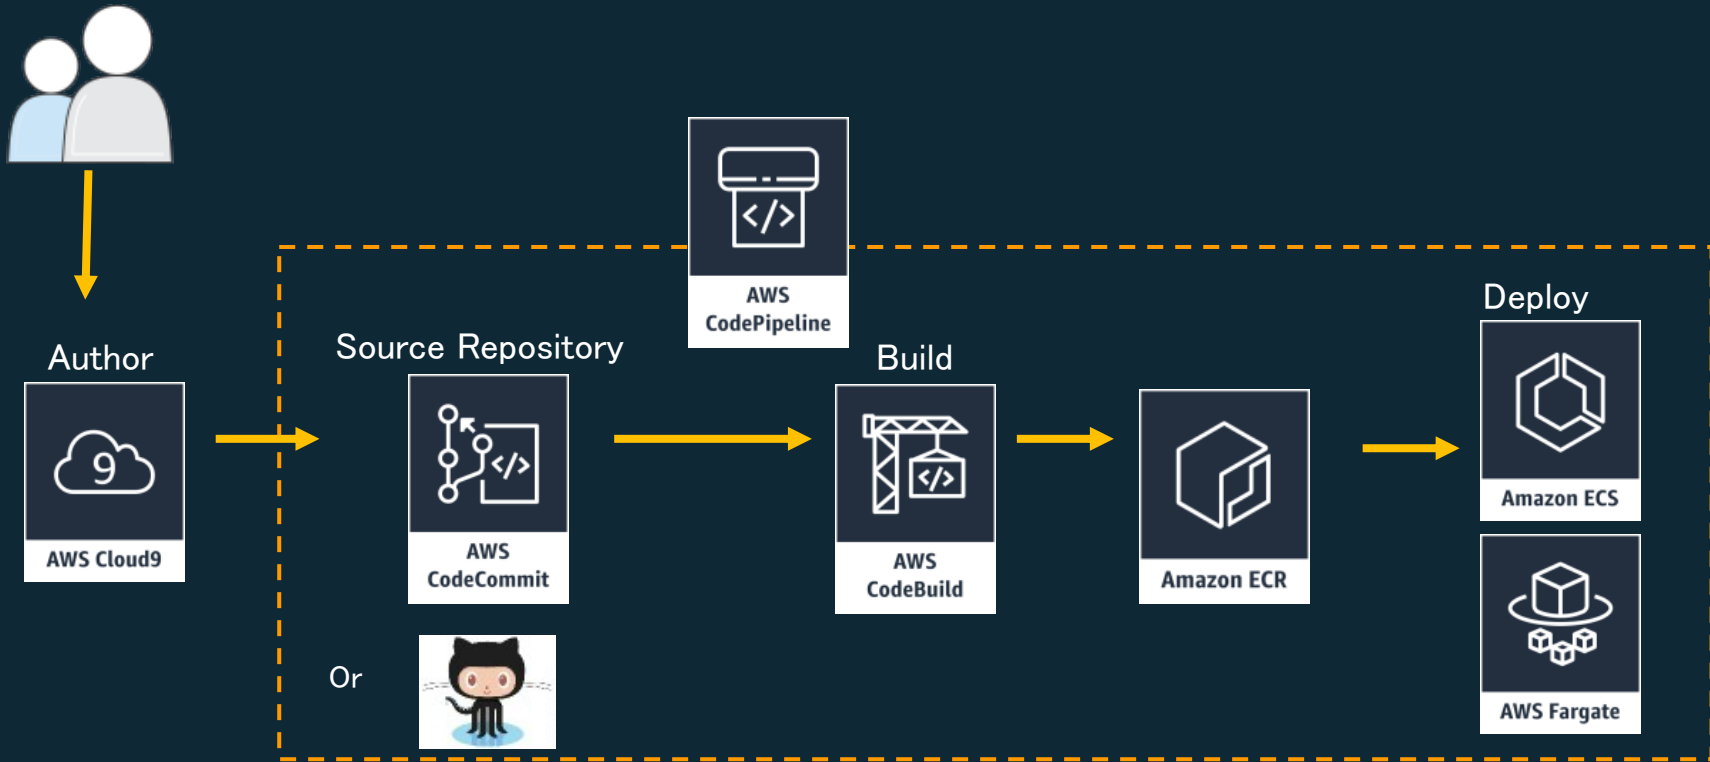 AWS
CodePipeline
Author
9
AWS Cloud9
Source Repository
</>
AWS
CodeCommit
Or
Build
</>
AWS
CodeBuild
Amazon ECR
Deploy
Amazon ECS
AWS Fargate